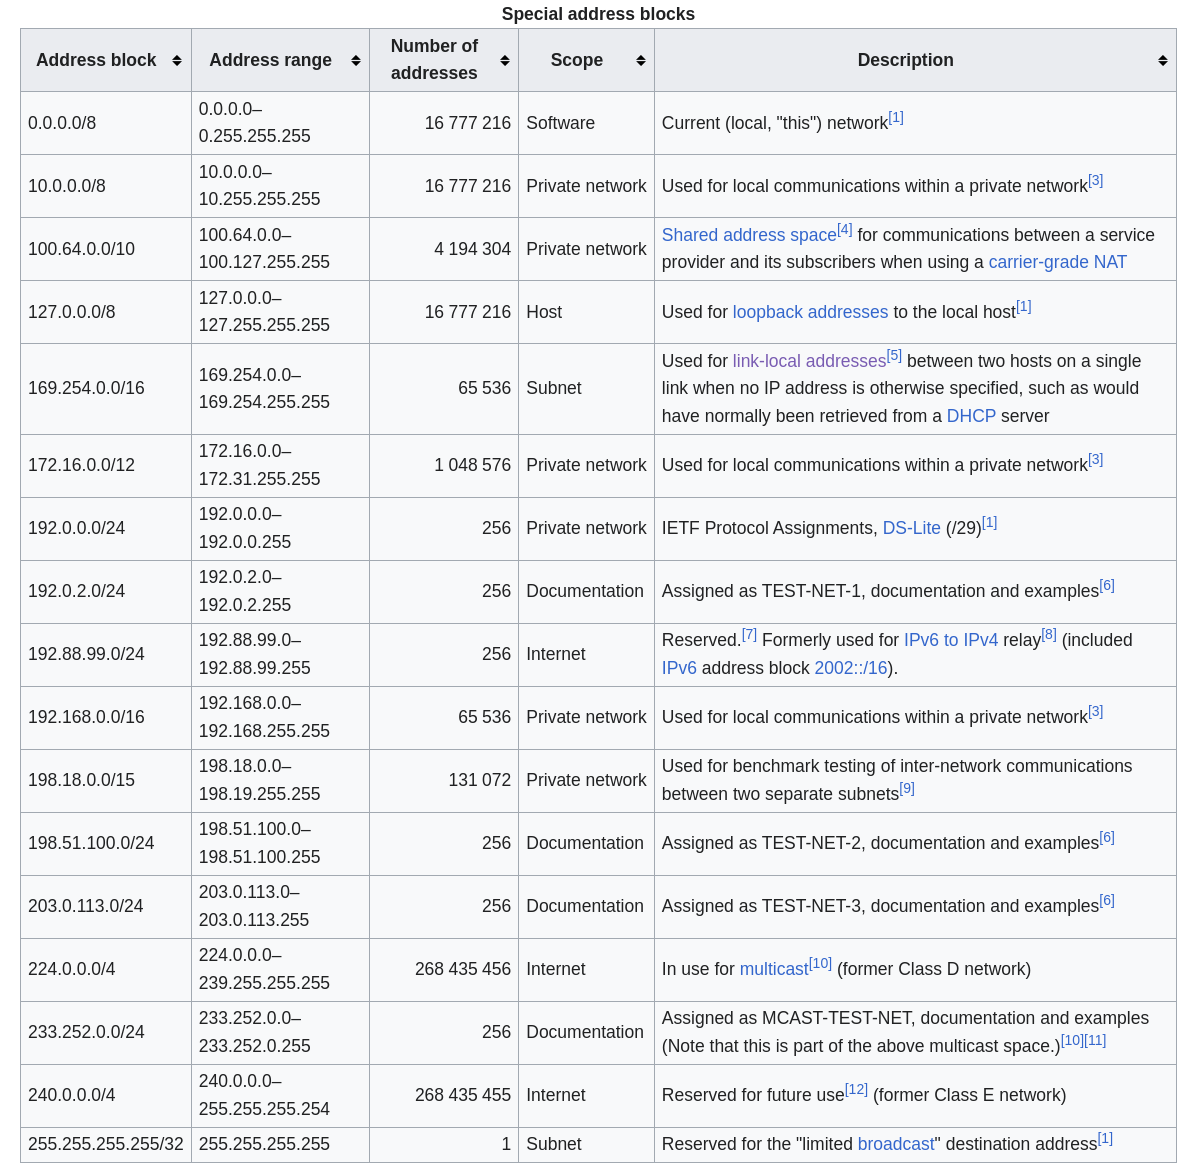 Special address blocks
Address block Address range Number of addresses Scope Description
0.0.0.0/8 0.0.0.0–0.255.255.255 16 777 216 Software Current (local, "this") network[1]
10.0.0.0/8 10.0.0.0–10.255.255.255 16 777 216 Private network Used for local communications within a private network[3]
100.64.0.0/10 100.64.0.0–100.127.255.255 4 194 304 Private network Shared address space[4] for communications between a service provider and its subscribers when using a carrier-grade NAT
127.0.0.0/8 127.0.0.0–127.255.255.255 16 777 216 Host Used for loopback addresses to the local host[1]
169.254.0.0/16 169.254.0.0–169.254.255.255 65 536 Subnet Used for link-local addresses[5] between two hosts on a single link when no IP address is otherwise specified, such as would have normally been retrieved from a DHCP server
172.16.0.0/12 172.16.0.0–172.31.255.255 1 048 576 Private network Used for local communications within a private network[3]
192.0.0.0/24 192.0.0.0–192.0.0.255 256 Private network IETF Protocol Assignments, DS-Lite (/29)[1]
192.0.2.0/24 192.0.2.0–192.0.2.255 256 Documentation Assigned as TEST-NET-1, documentation and examples[6]
192.88.99.0/24 192.88.99.0–192.88.99.255 256 Internet Reserved.[7] Formerly used for IPv6 to IPv4 relay[8] (included IPv6 address block 2002::/16).
192.168.0.0/16 192.168.0.0–192.168.255.255 65 536 Private network Used for local communications within a private network[3]
198.18.0.0/15 198.18.0.0–198.19.255.255 131 072 Private network Used for benchmark testing of inter-network communications between two separate subnets[9]
198.51.100.0/24 198.51.100.0–198.51.100.255 256 Documentation Assigned as TEST-NET-2, documentation and examples[6]
203.0.113.0/24 203.0.113.0–203.0.113.255 256 Documentation Assigned as TEST-NET-3, documentation and examples[6]
224.0.0.0/4 224.0.0.0–239.255.255.255 268 435 456 Internet In use for multicast[10] (former Class D network)
233.252.0.0/24 233.252.0.0–233.252.0.255 256 Documentation Assigned as MCAST-TEST-NET, documentation and examples (Note that this is part of the above multicast space.)[10][11]
240.0.0.0/4 240.0.0.0–255.255.255.254 268 435 455 Internet Reserved for future use[12] (former Class E network)
255.255.255.255/32 255.255.255.255 1 Subnet Reserved for the "limited broadcast" destination address[1]